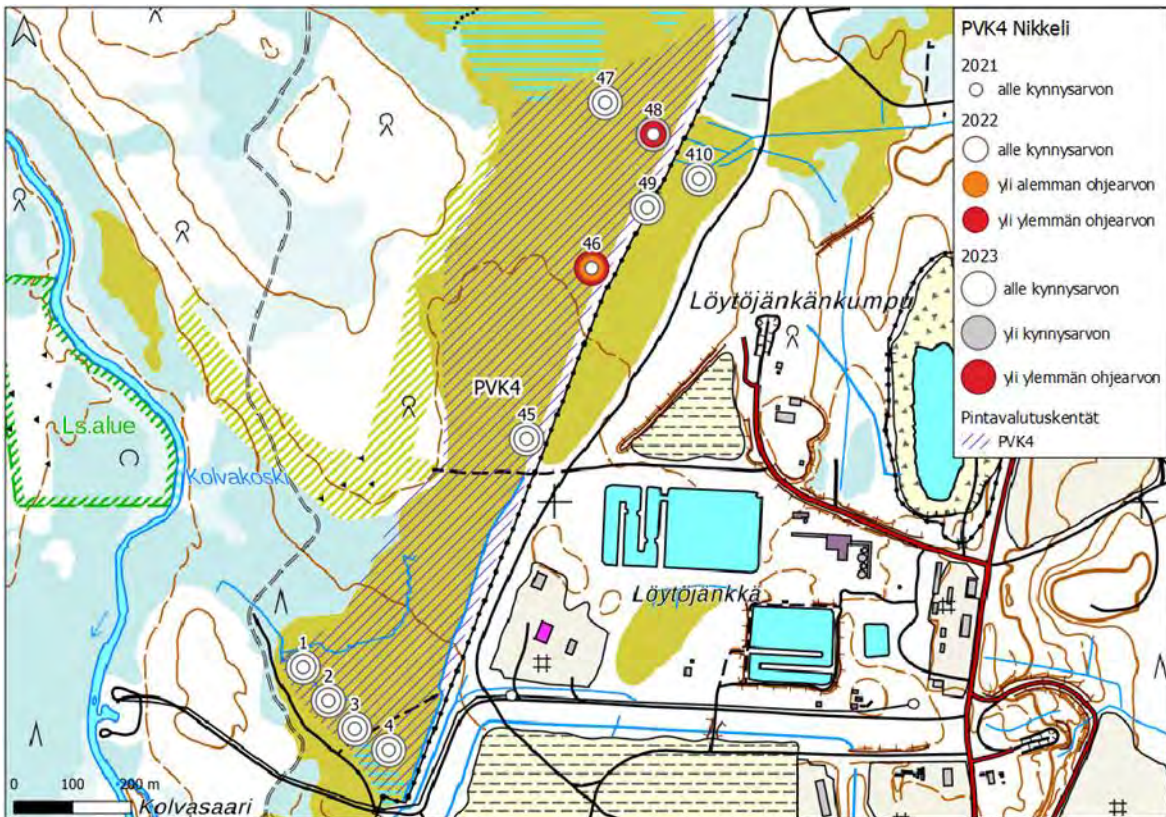 PVK4 Nikkeli
2021
alle kynnysarvon
2022
alle kynnysarvon
yli alemman ohjearvon
yli ylemmän ohjearvon
2023
alle kynnysarvon
yli kynnysarvon
yli ylemmän ohjearvon
Pintavalutuskentät
PVK4
47
48
410
49
46
Löytöjänkänkumpu
PVK4
45
Ls.alue
Kolvakoski
Löytöjänkkä
1
2
3
4
0 100 200 m
Kolvasaari